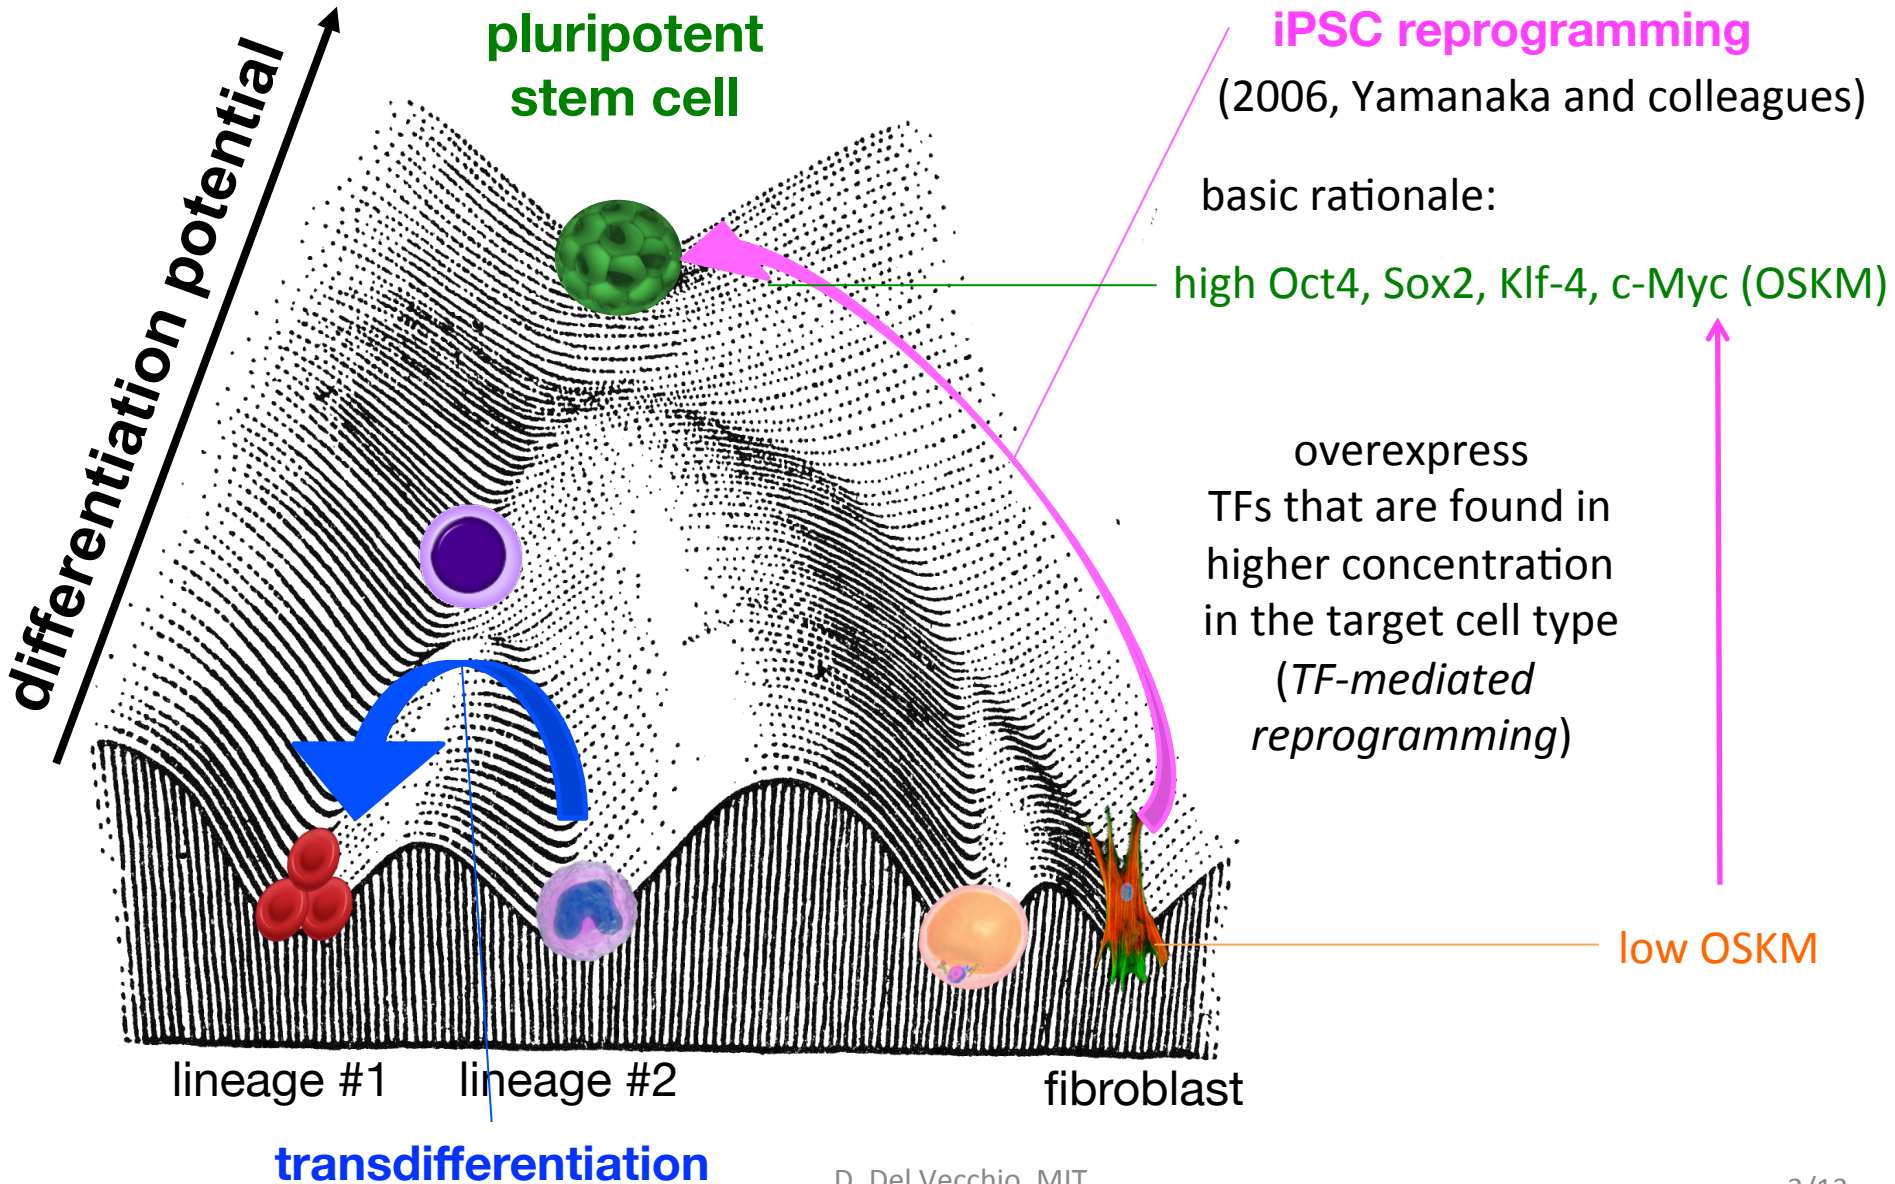 differentiation potential
pluripotent
stem cell
iPSC reprogramming
(2006, Yamanaka and colleagues)
basic rationale:
high Oct4, Sox2, Klf-4, c-Myc (OSKM)
overexpress
TFs that are found in
higher concentration
in the target cell type
(TF-mediated
reprogramming)
low OSKM
lineage #1
lineage #2
fibroblast
transdifferentiation
D. Del Vecchio, MIT